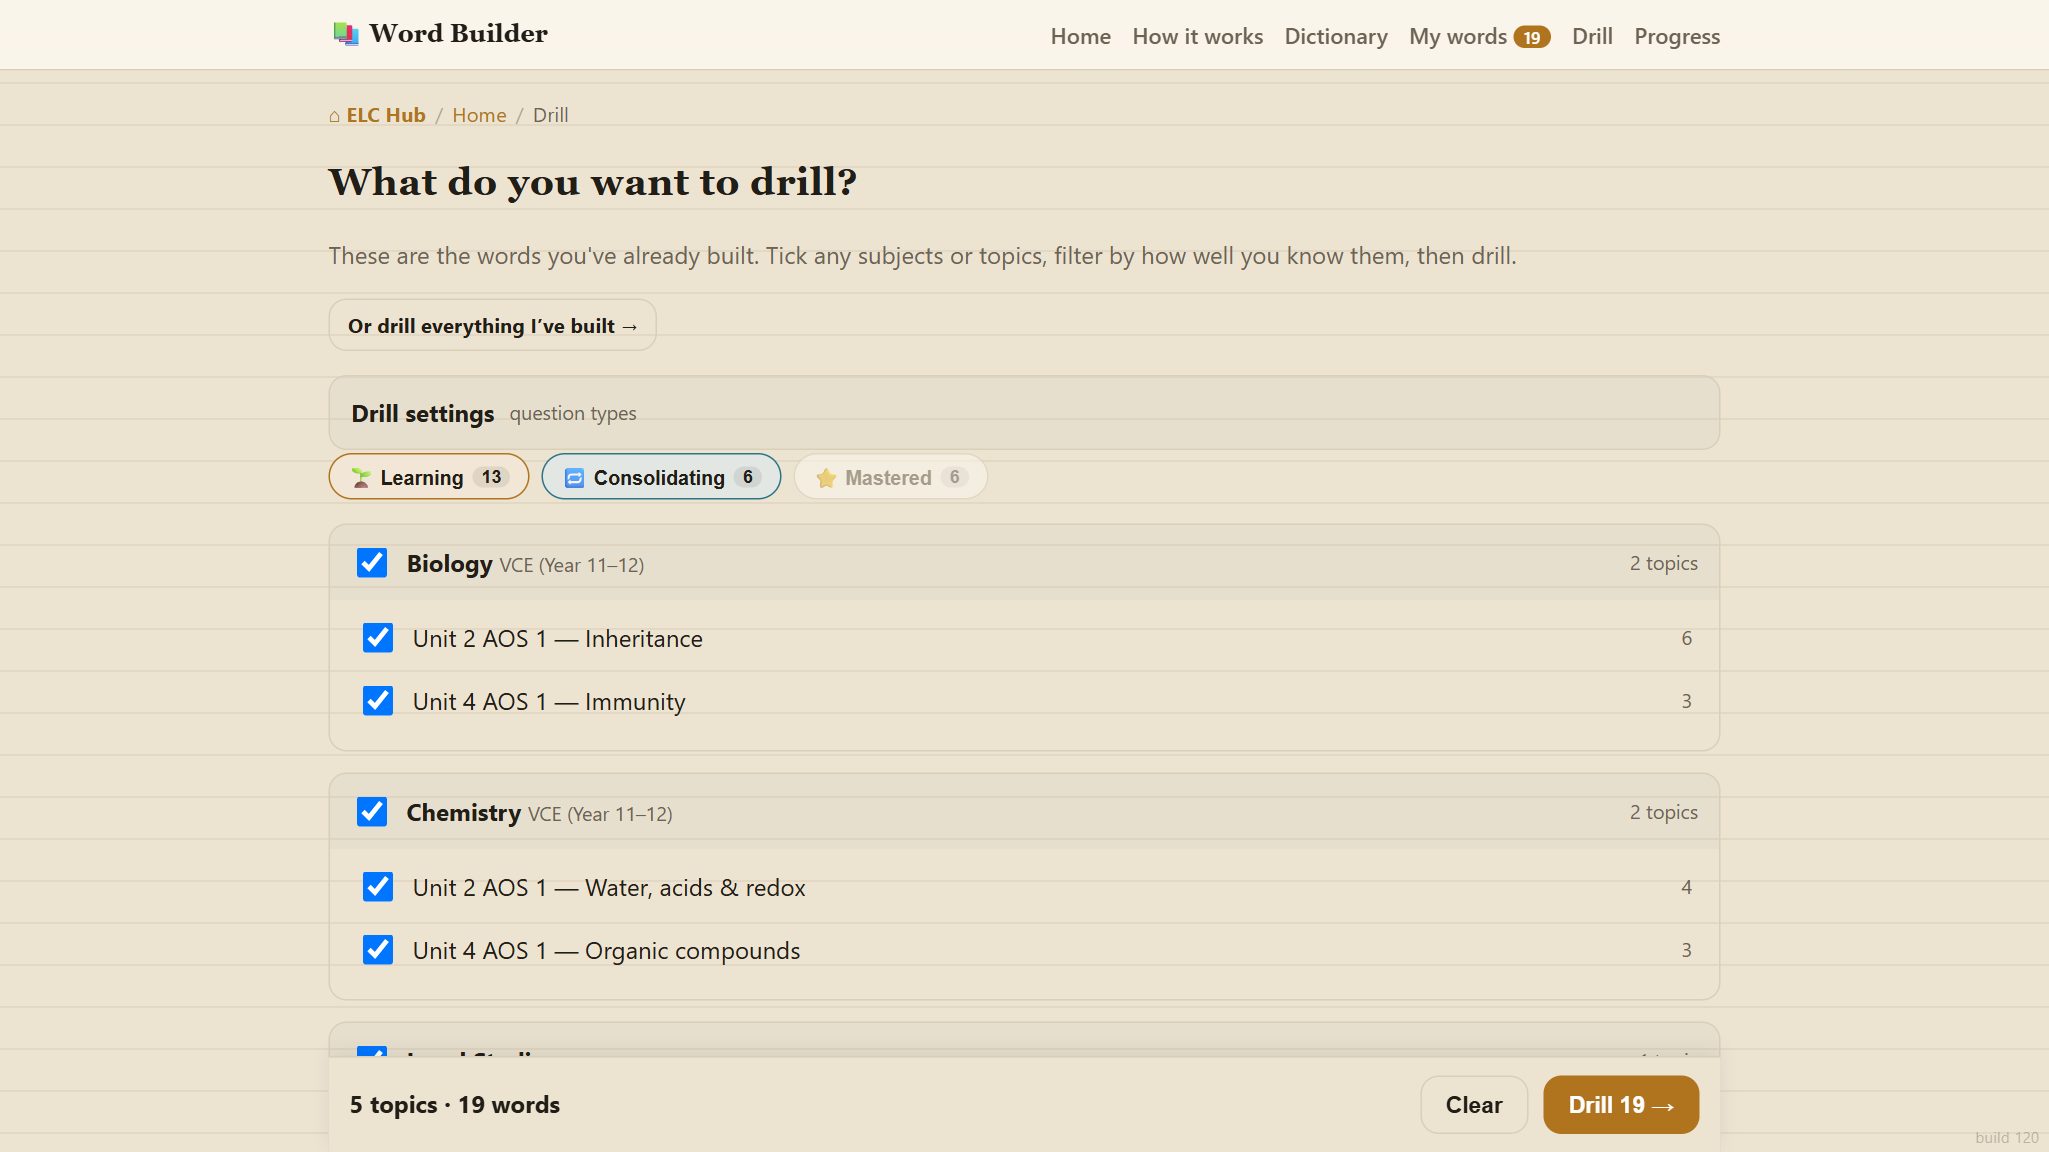 Word Builder
Home How it works Dictionary My words 19 Drill Progress
⌂ ELC Hub / Home / Drill
What do you want to drill?
These are the words you've already built. Tick any subjects or topics, filter by how well you know them, then drill.
Or drill everything I’ve built →
Drill settings question types
Learning 13 Consolidating 6 Mastered 6
Biology VCE (Year 11–12) 2 topics
Unit 2 AOS 1 — Inheritance 6
Unit 4 AOS 1 — Immunity 3
Chemistry VCE (Year 11–12) 2 topics
Unit 2 AOS 1 — Water, acids & redox 4
Unit 4 AOS 1 — Organic compounds 3
5 topics · 19 words Clear Drill 19 →
build 120